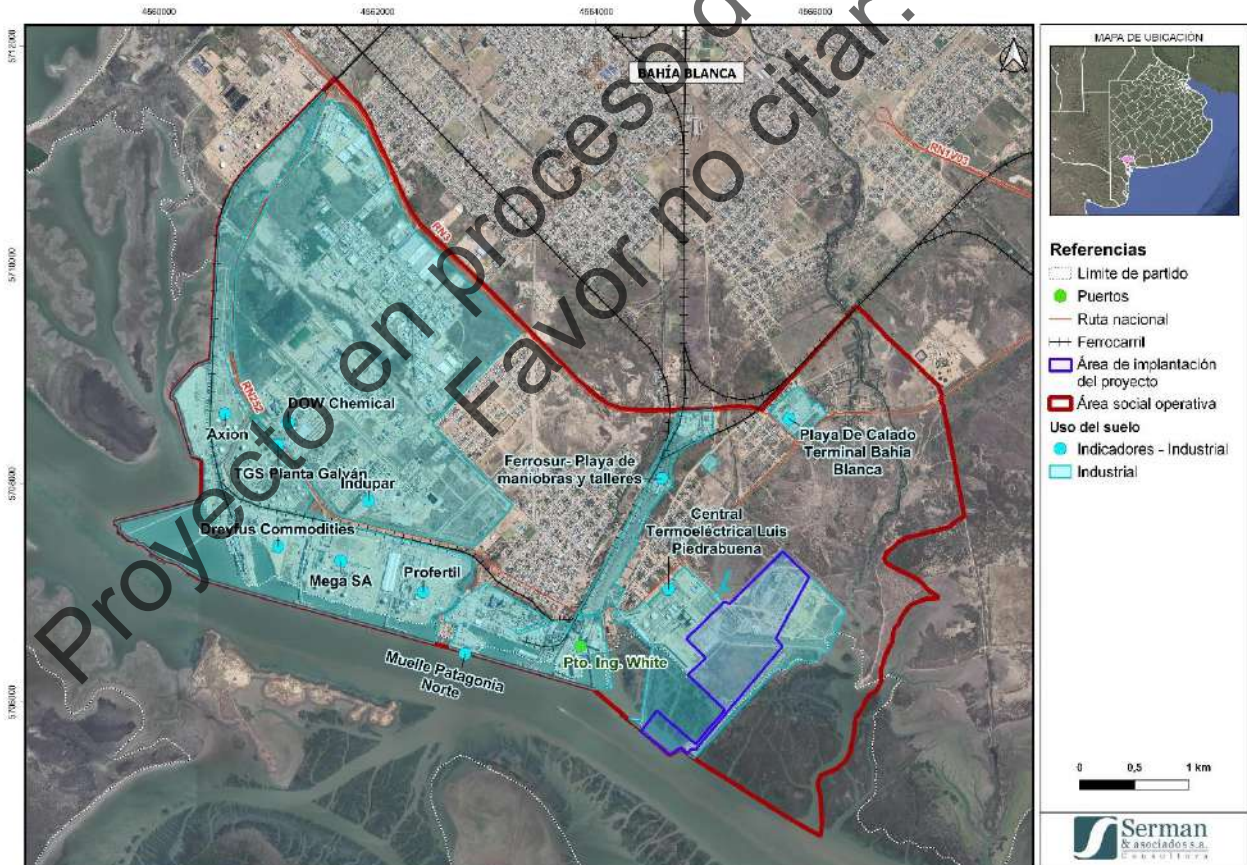 4560000
4562000
4564000
4566000
5712000
5710000
5708000
5706000
Proyecto en proceso d
Favor no citar.
BAHÍA BLANCA
RN1V03
RN3
RN252
DOW Chemical
Axion
TGS Planta Galván
Indupar
Dreyfus Commodities
Mega SA
Profertil
Muelle Patagonia
Norte
Pto. Ing. White
Ferrosur- Playa de
maniobras y talleres
Central
Termoeléctrica Luis
Piedrabuena
Playa De Calado
Terminal Bahia
Blanca
MAPA DE UBICACIÓN
Referencias
Limite de partido
Puertos
Ruta nacional
Ferrocarril
Área de implantación
del proyecto
Área social operativa
Uso del suelo
Indicadores - Industrial
Industrial
0 0,5 1 km
Serman
& asociados s.a.
Consultora